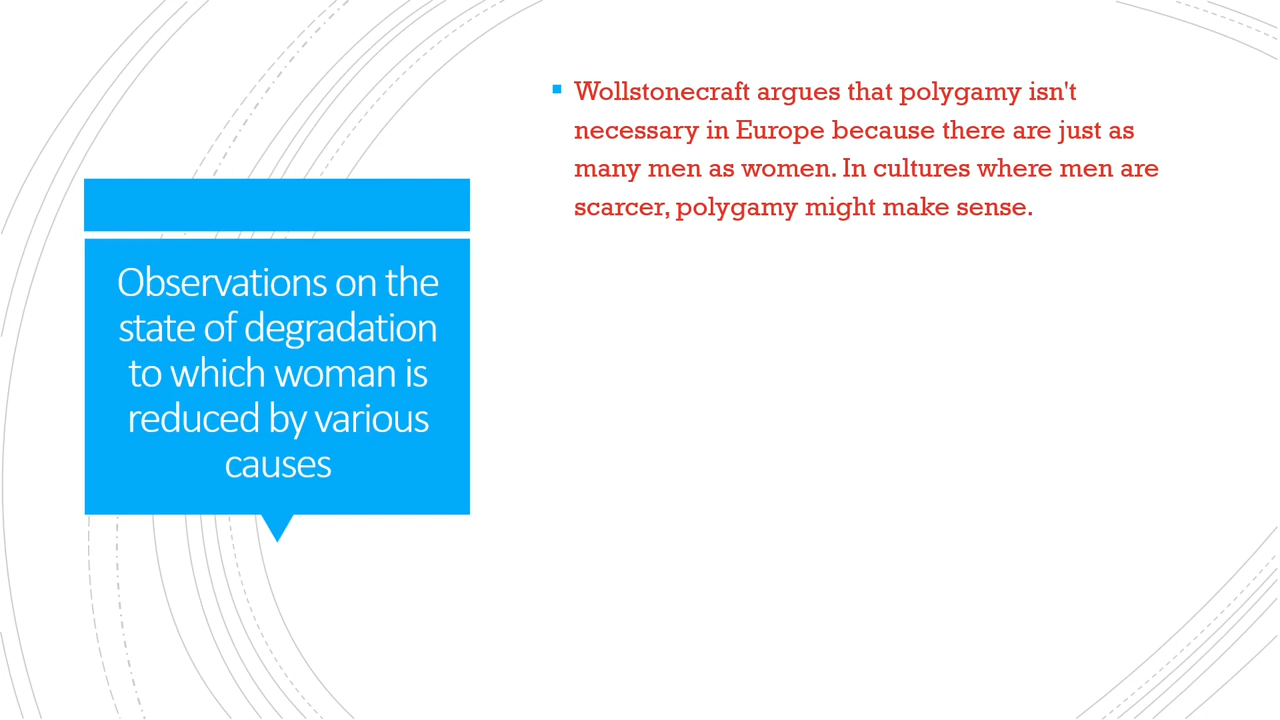 Observations on the
state of degradation
to which woman is
reduced by various
causes
Wollstonecraft argues that polygamy isn't
necessary in Europe because there are just as
many men as women. In cultures where men are
scarcer, polygamy might make sense.